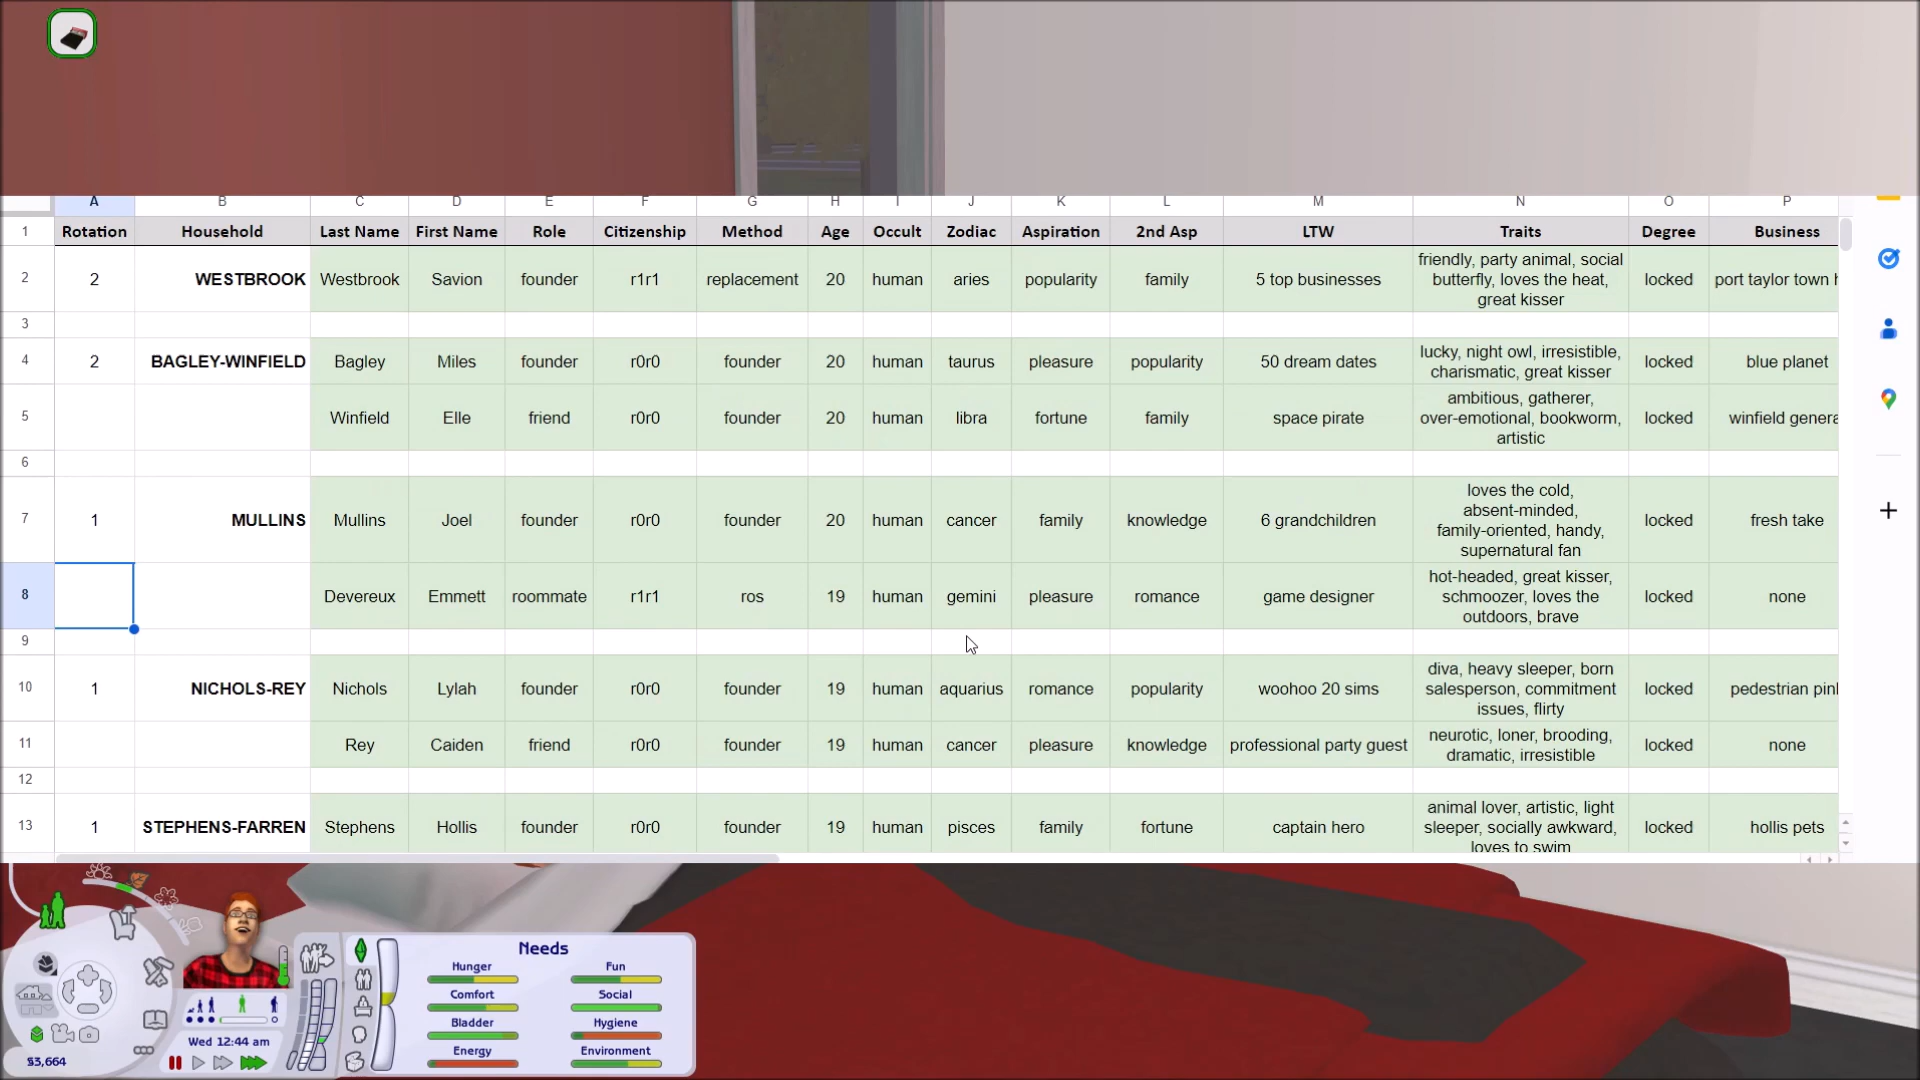 A B C D E F G H I J K L M N O P
1 Rotation Household Last Name First Name Role Citizenship Method Age Occult Zodiac Aspiration 2nd Asp LTW Traits Degree Business
2 2 WESTBROOK Westbrook Savion founder r1r1 replacement 20 human aries popularity family 5 top businesses friendly, party animal, social locked port taylor town
butterfly, loves the heat,
great kisser
3
4 2 BAGLEY-WINFIELD Bagley Miles founder r0r0 founder 20 human taurus pleasure popularity 50 dream dates lucky, night owl, irresistible, locked blue planet
charismatic, great kisser
5 Winfield Elle friend r0r0 founder 20 human libra fortune family space pirate ambitious, gatherer, locked winfield genera
over-emotional, bookworm,
artistic
6
7 1 MULLINS Mullins Joel founder r0r0 founder 20 human cancer family knowledge 6 grandchildren loves the cold, locked fresh take
absent-minded,
family-oriented, handy,
supernatural fan
8 Devereux Emmett roommate r1r1 ros 19 human gemini pleasure romance game designer hot-headed, great kisser, locked none
schmoozer, loves the
outdoors, brave
9
10 1 NICHOLS-REY Nichols Lylah founder r0r0 founder 19 human aquarius romance popularity woohoo 20 sims diva, heavy sleeper, born locked pedestrian pin
salesperson, commitment
issues, flirty
11 Rey Caiden friend r0r0 founder 19 human cancer pleasure knowledge professional party guest neurotic, loner, brooding, locked none
dramatic, irresistible
12
13 1 STEPHENS-FARREN Stephens Hollis founder r0r0 founder 19 human pisces family fortune captain hero animal lover, artistic, light locked hollis pets
sleeper, socially awkward,
loves to swim
Needs
Hunger Fun
Comfort Social
Bladder Hygiene
Energy Environment
Wed 12:44 am
§3,664